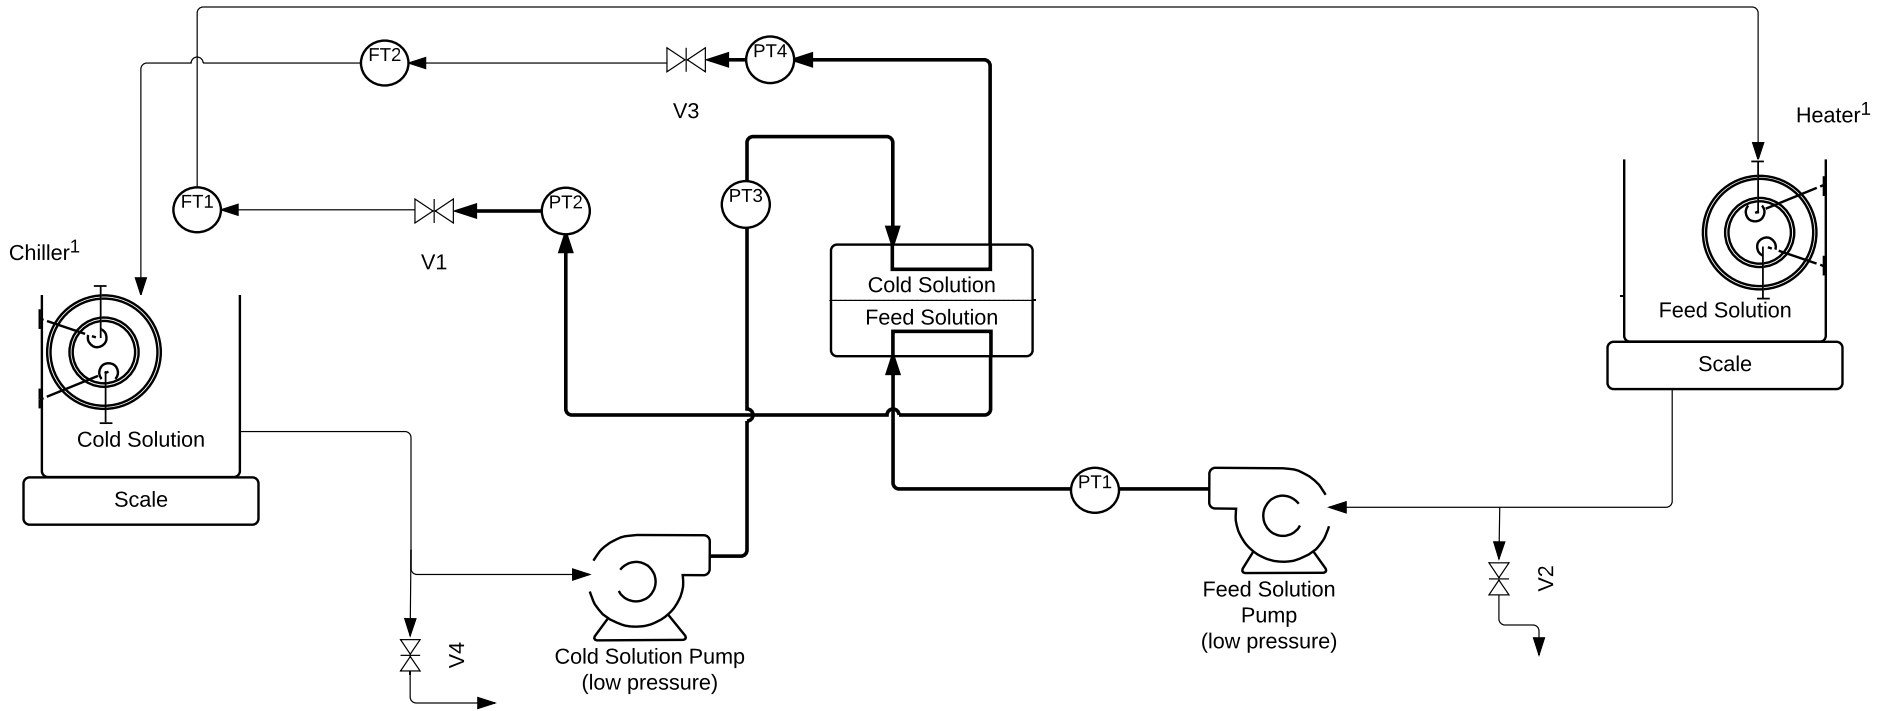 FT2
PT4
V3
Heater1
PT3
FT1
PT2
V1
Chiller1
Cold Solution
Feed Solution
Feed Solution
Scale
Cold Solution
Scale
PT1
Feed Solution
Pump
(low pressure)
V2
Cold Solution Pump
(low pressure)
V4